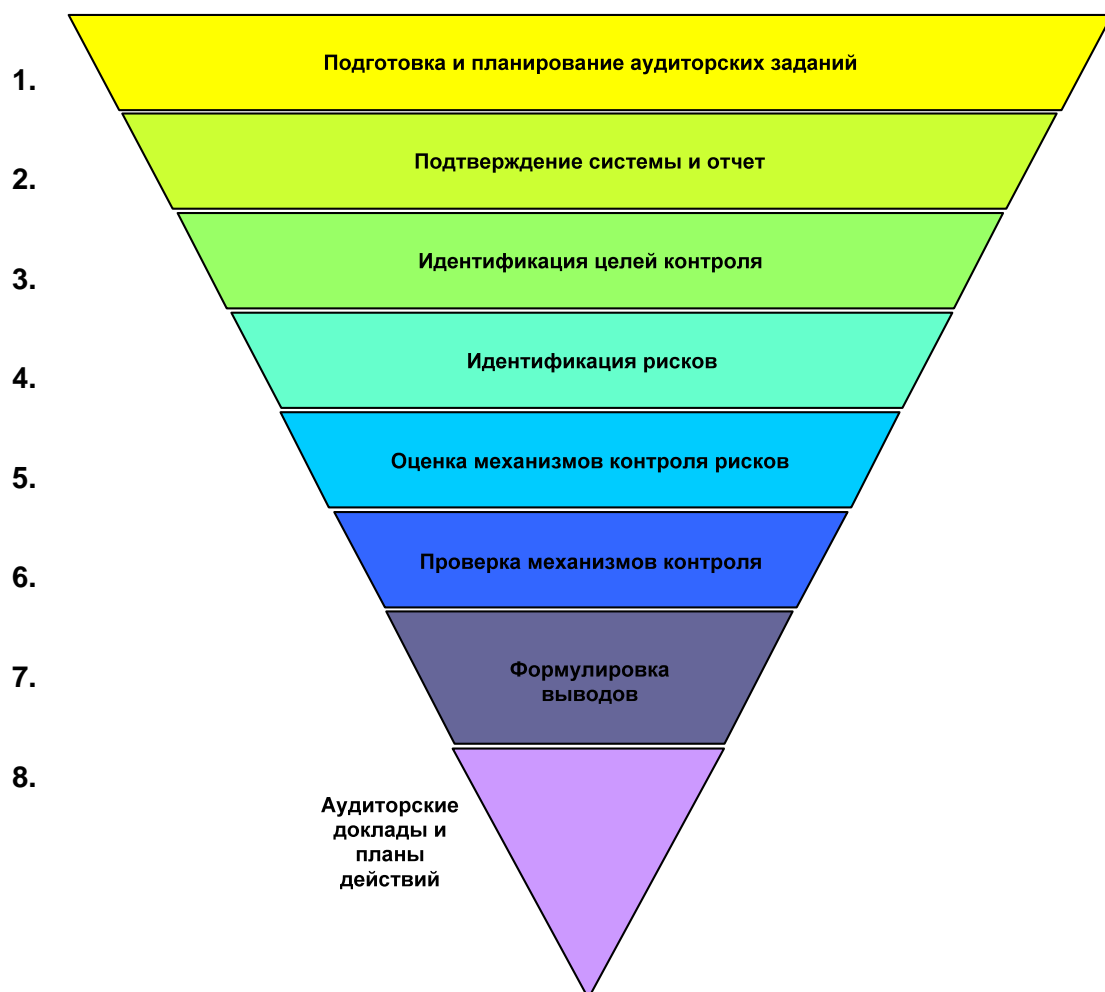 1.
Подготовка и планирование аудиторских заданий
2.
Подтверждение системы и отчет
3.
Идентификация целей контроля
4.
Идентификация рисков
5.
Оценка механизмов контроля рисков
6.
Проверка механизмов контроля
7.
Формулировка
выводов
8.
Аудиторские
доклады и
планы
действий